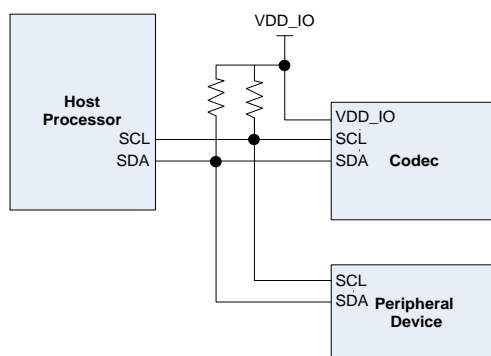 VDD_IO
Host
Processor
SCL
SDA
VDD_IO
SCL
SDA
Codec
SCL
SDA
Peripheral
Device